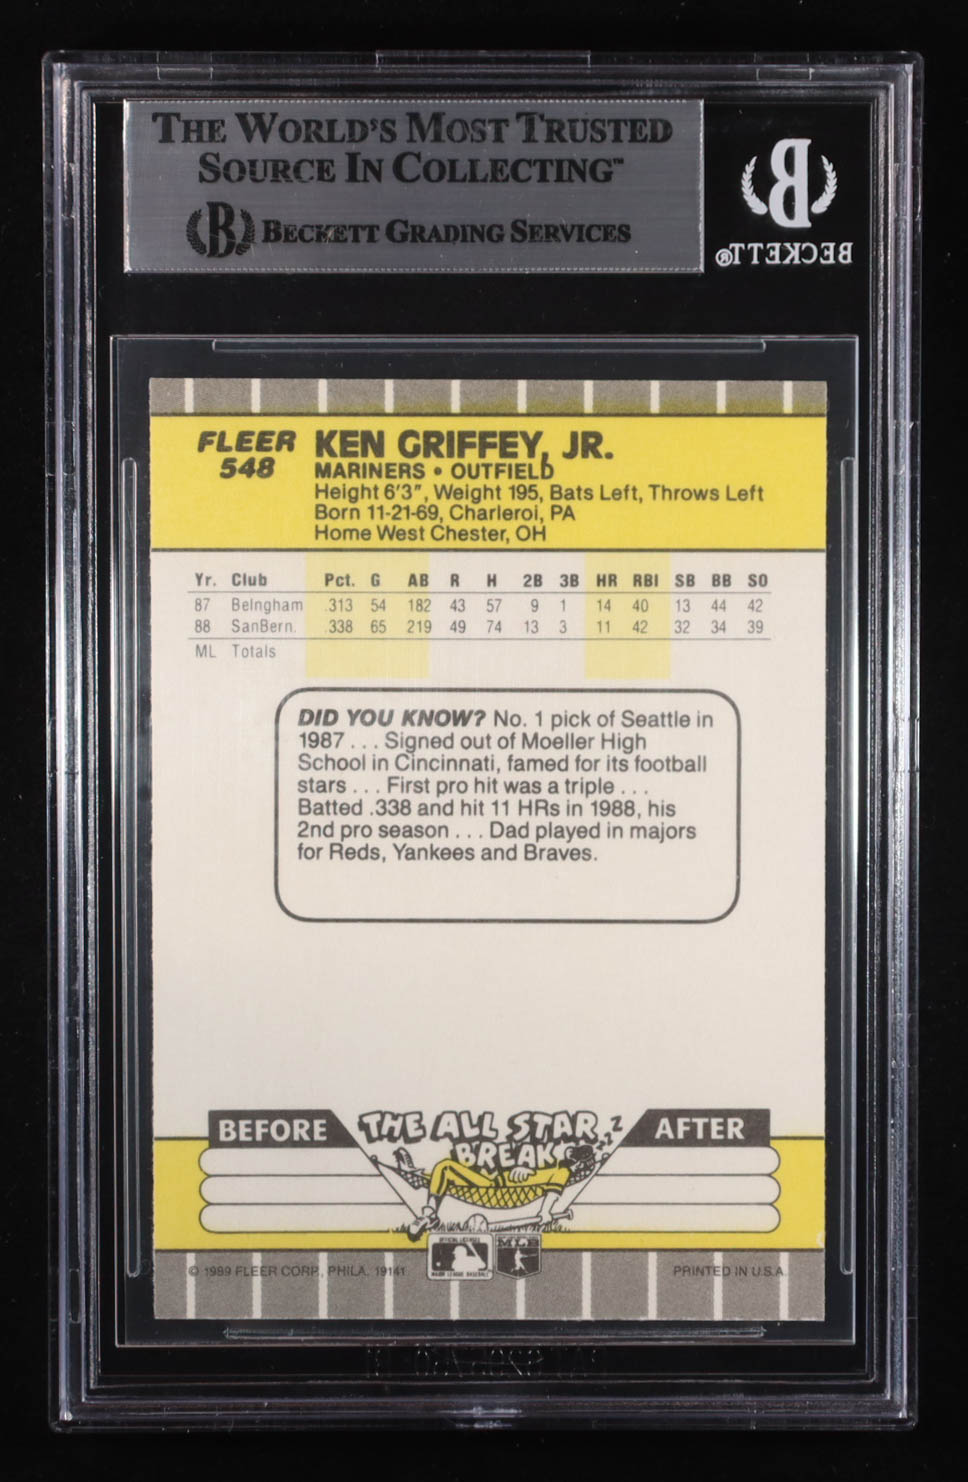 THE WORLD'S MOST TRUSTED
SOURCE IN COLLECTING™
B BECKETT GRADING SERVICES
B
BECKETT®
FLEER
548
KEN GRIFFEY, JR.
MARINERS • OUTFIELD
Height 6'3", Weight 195, Bats Left, Throws Left
Born 11-21-69, Charleroi, PA
Home West Chester, OH
Yr. Club Pct. G AB R H 2B 3B HR RBI SB BB SO
87 Belngham .313 54 182 43 57 9 1 14 40 13 44 42
88 SanBern. .338 65 219 49 74 13 3 11 42 32 34 39
ML Totals
DID YOU KNOW? No. 1 pick of Seattle in
1987 . . . Signed out of Moeller High
School in Cincinnati, famed for its football
stars . . . First pro hit was a triple . . .
Batted .338 and hit 11 HRs in 1988, his
2nd pro season . . . Dad played in majors
for Reds, Yankees and Braves.
BEFORE
THE ALL STAR
BREAK
Z Z Z
AFTER
OFFICIAL LICENSEE
MAJOR LEAGUE BASEBALL
MLB
© 1989 FLEER CORP., PHILA. 19141
PRINTED IN U.S.A.